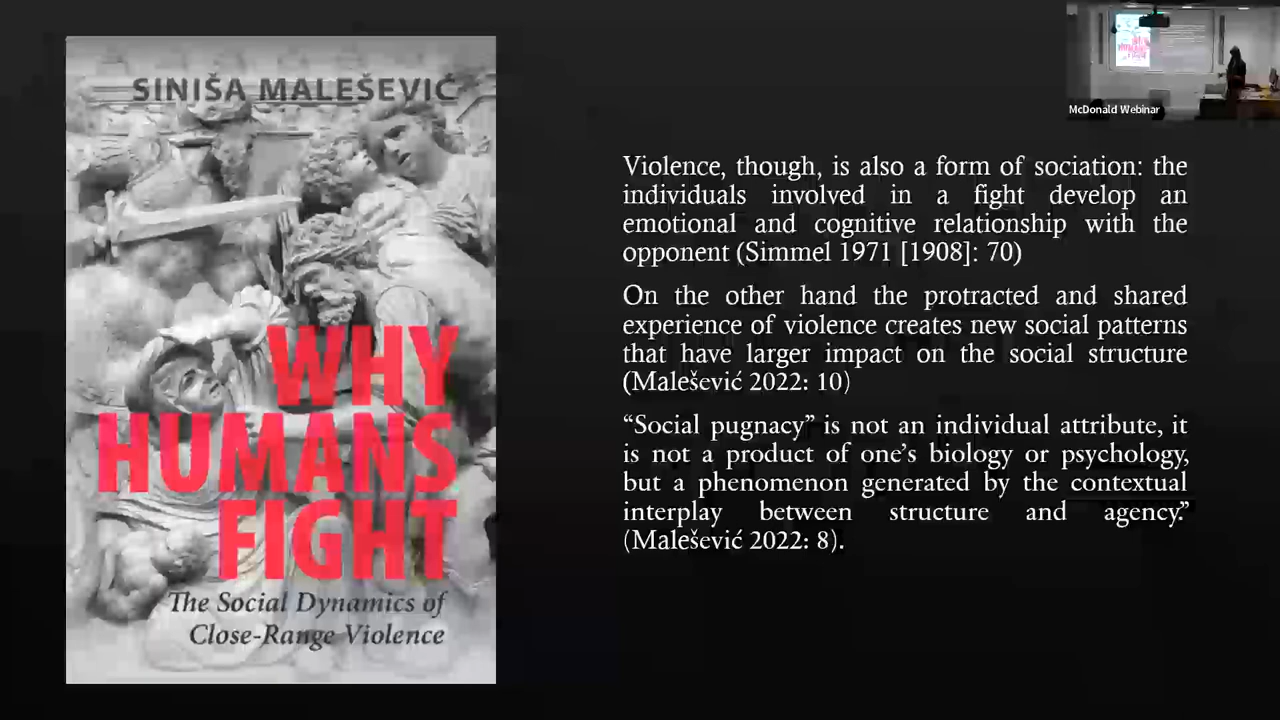 SINIŠA MALEŠEVIĆ
WHY
HUMANS
FIGHT
The Social Dynamics of
Close-Range Violence
McDonald Webinar
Violence, though, is also a form of sociation: the
individuals involved in a fight develop an
emotional and cognitive relationship with the
opponent (Simmel 1971 [1908]: 70)
On the other hand the protracted and shared
experience of violence creates new social patterns
that have larger impact on the social structure
(Malešević 2022: 10)
“Social pugnacy” is not an individual attribute, it
is not a product of one’s biology or psychology,
but a phenomenon generated by the contextual
interplay between structure and agency.”
(Malešević 2022: 8).